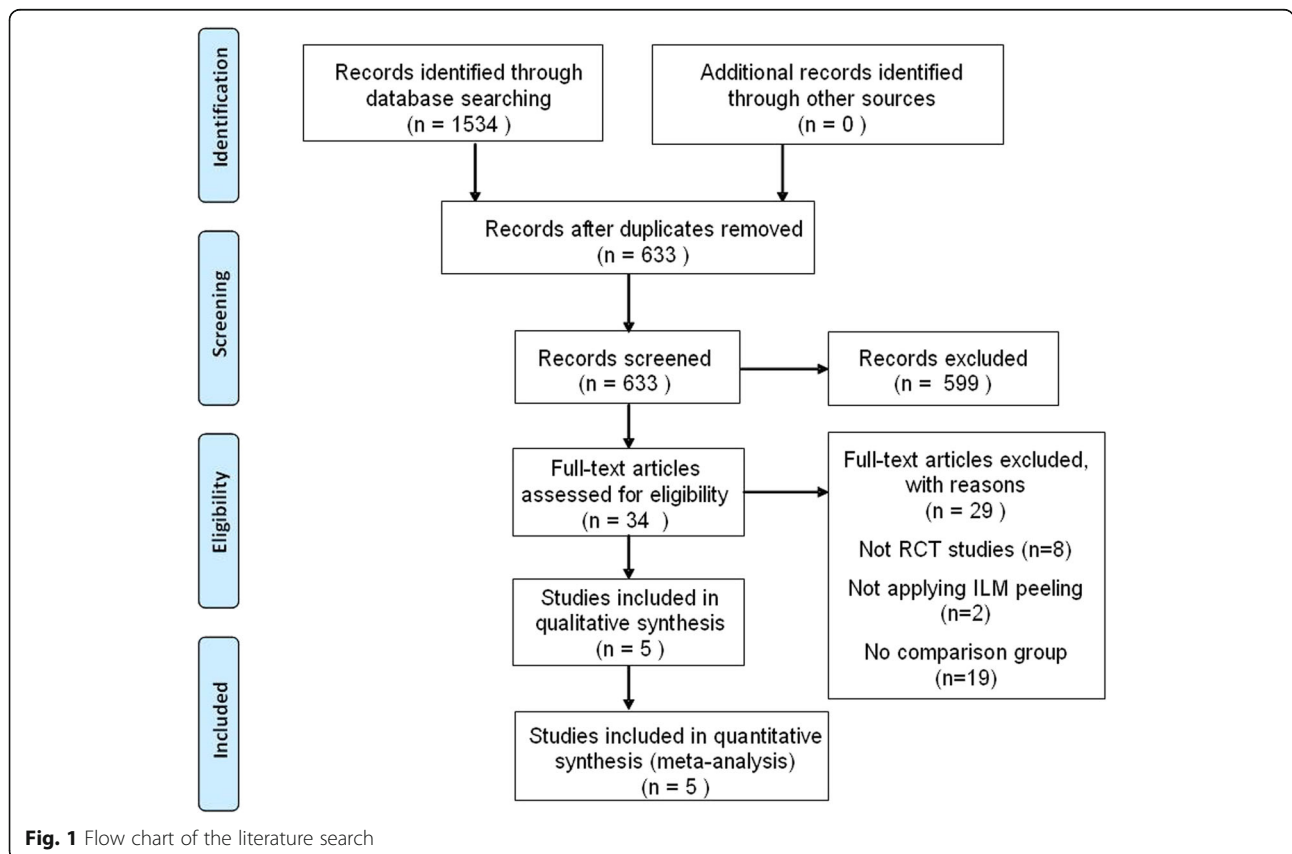 Identification
Records identified through
database searching
(n = 1534 )
Additional records identified
through other sources
(n = 0 )
Records after duplicates removed
(n = 633 )
Screening
Records screened
(n = 633 )
Records excluded
(n = 599 )
Eligibility
Full-text articles
assessed for eligibility
(n = 34 )
Full-text articles excluded,
with reasons
(n = 29 )
Not RCT studies (n=8)
Not applying ILM peeling
(n=2)
No comparison group
(n=19)
Studies included in
qualitative synthesis
(n = 5 )
Included
Studies included in quantitative
synthesis (meta-analysis)
(n = 5 )
Fig. 1 Flow chart of the literature search